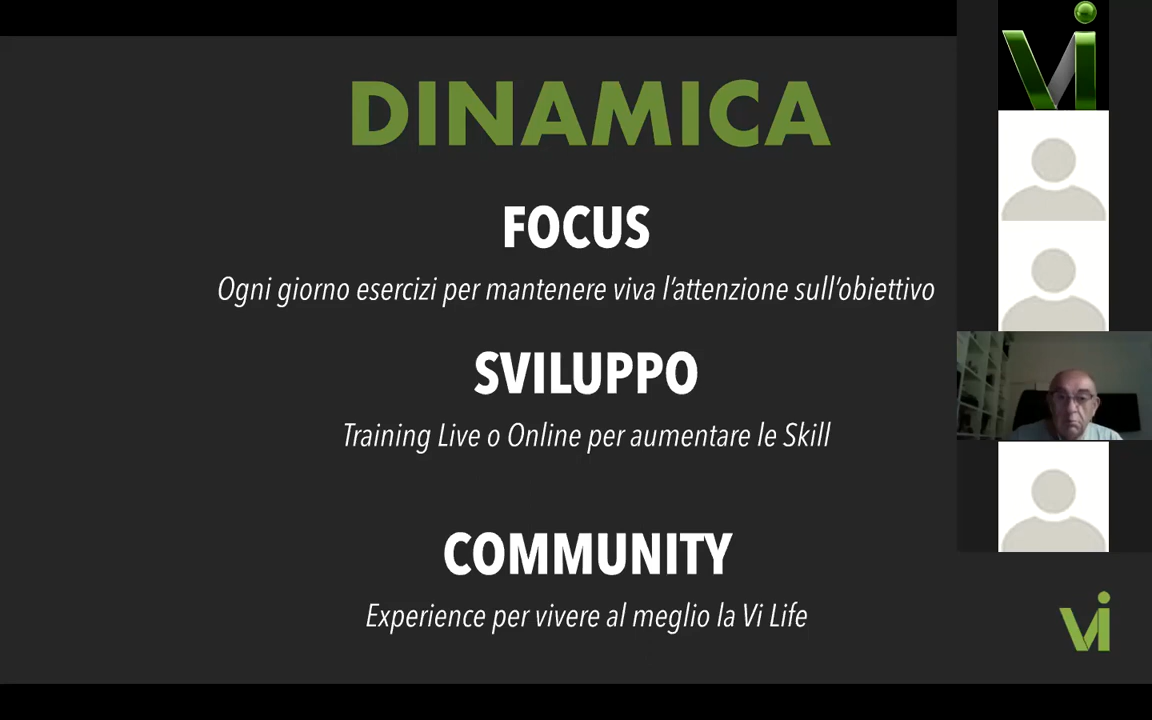 DINAMICA
FOCUS
Ogni giorno esercizi per mantenere viva l'attenzione sull'obiettivo
SVILUPPO
Training Live o Online per aumentare le Skill
COMMUNITY
Experience per vivere al meglio la Vi Life
Vi
Vi